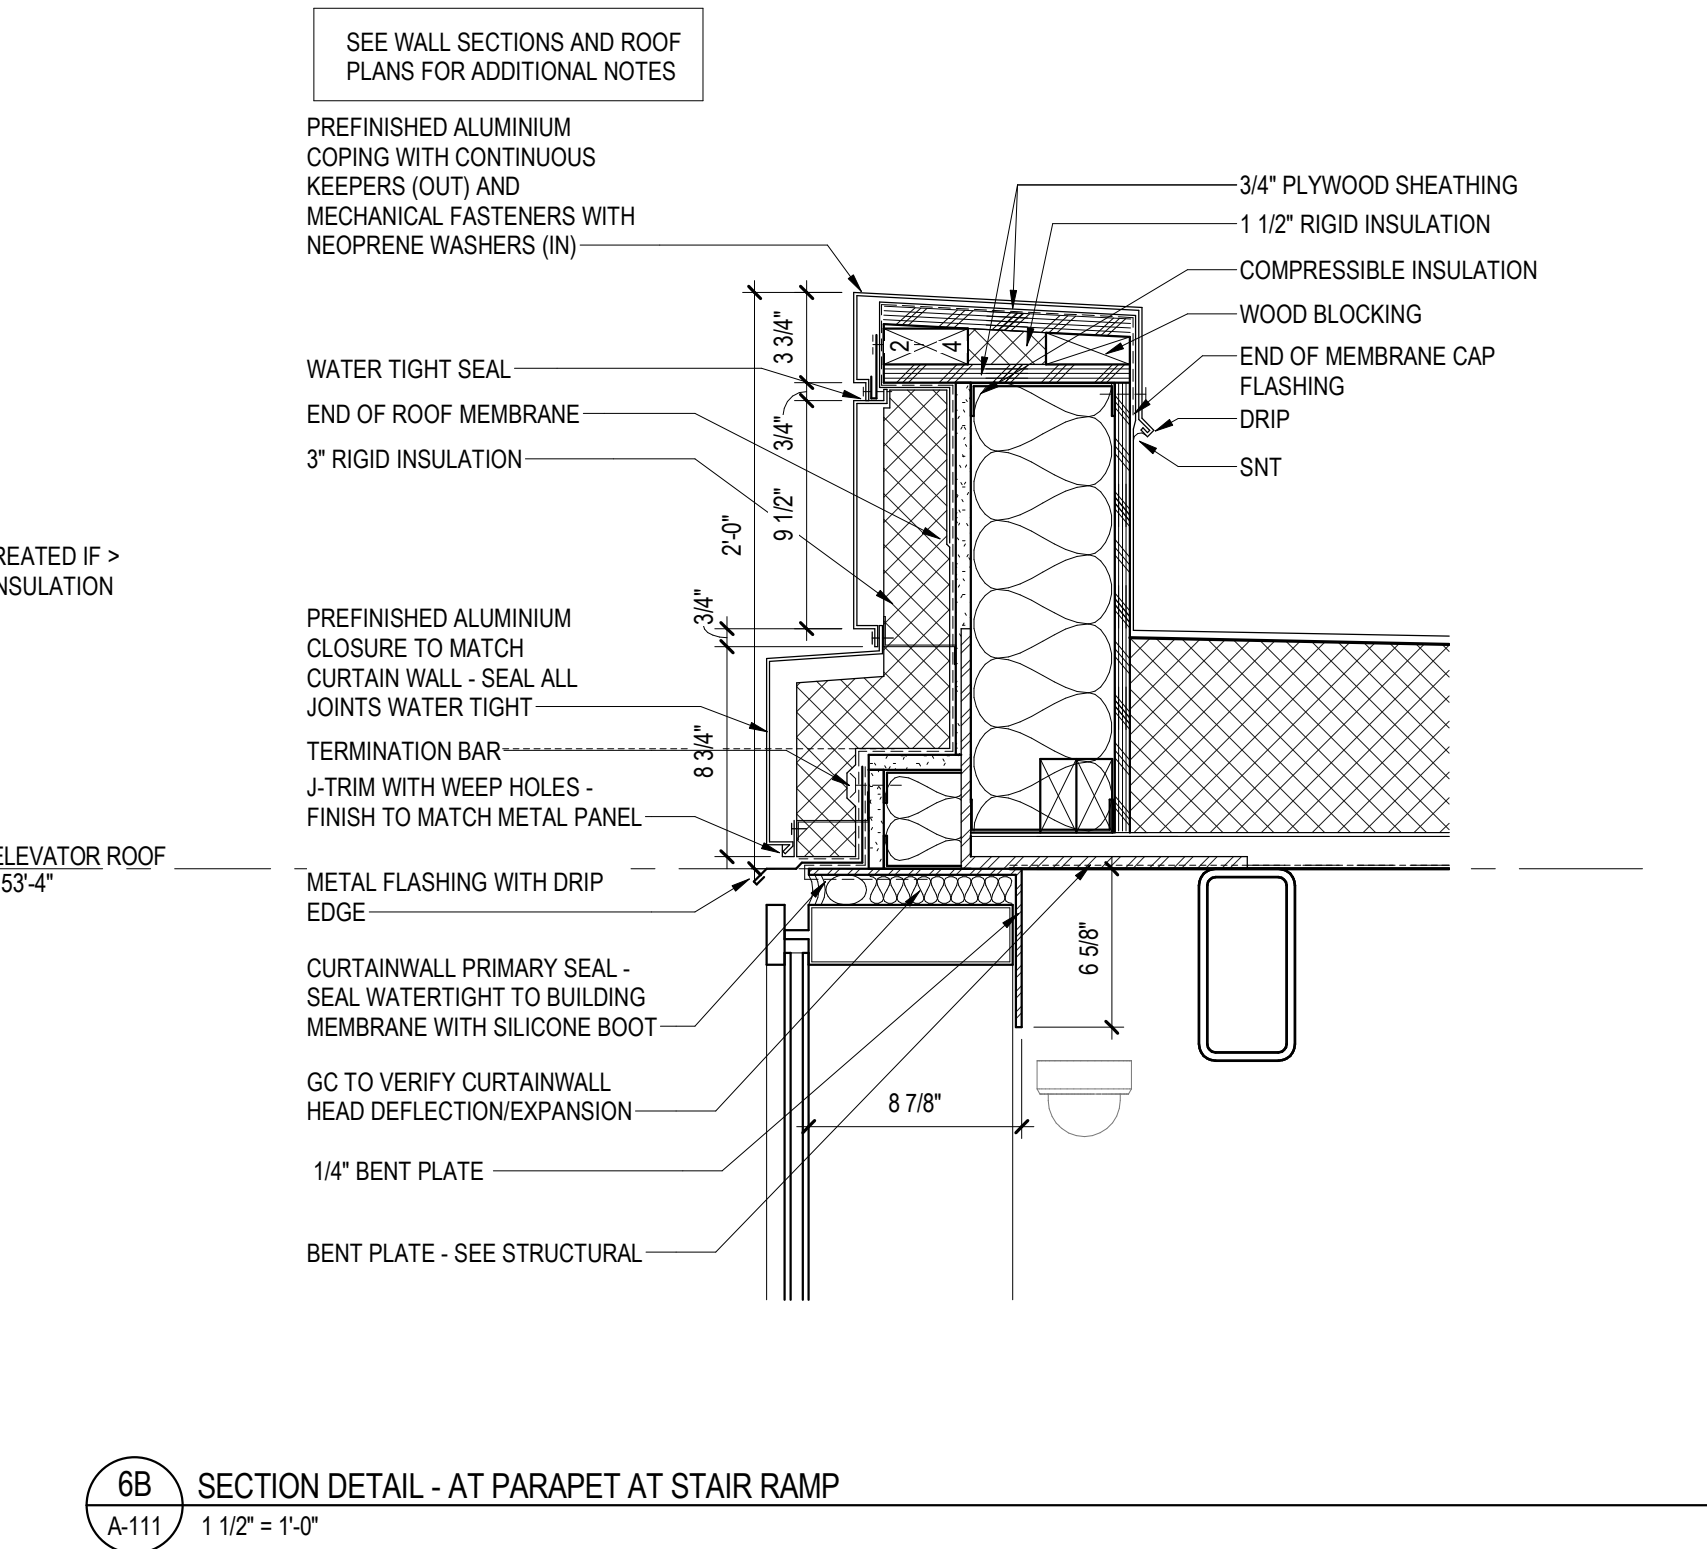 SEE WALL SECTIONS AND ROOF
PLANS FOR ADDITIONAL NOTES
PREFINISHED ALUMINIUM
COPING WITH CONTINUOUS
KEEPERS (OUT) AND
MECHANICAL FASTENERS WITH
NEOPRENE WASHERS (IN)
WATER TIGHT SEAL
END OF ROOF MEMBRANE
3" RIGID INSULATION
REATED IF >
NSULATION
PREFINISHED ALUMINIUM
CLOSURE TO MATCH
CURTAIN WALL - SEAL ALL
JOINTS WATER TIGHT
TERMINATION BAR
J-TRIM WITH WEEP HOLES -
FINISH TO MATCH METAL PANEL
ELEVATOR ROOF
53'-4"
METAL FLASHING WITH DRIP
EDGE
CURTAINWALL PRIMARY SEAL -
SEAL WATERTIGHT TO BUILDING
MEMBRANE WITH SILICONE BOOT
GC TO VERIFY CURTAINWALL
HEAD DEFLECTION/EXPANSION
1/4" BENT PLATE
BENT PLATE - SEE STRUCTURAL
3 3/4"
3/4"
9 1/2"
2'-0"
3/4"
8 3/4"
2
4
3/4" PLYWOOD SHEATHING
1 1/2" RIGID INSULATION
COMPRESSIBLE INSULATION
WOOD BLOCKING
END OF MEMBRANE CAP
FLASHING
DRIP
SNT
6 5/8"
8 7/8"
6B
SECTION DETAIL - AT PARAPET AT STAIR RAMP
A-111
1 1/2" = 1'-0"